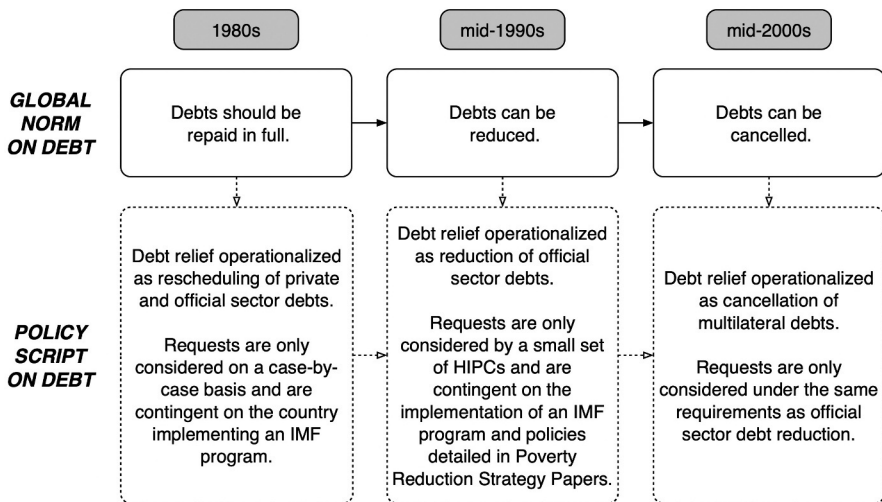 1980s
mid-1990s
mid-2000s
GLOBAL
NORM
ON DEBT
Debts should be
repaid in full.
Debts can be
reduced.
Debts can be
cancelled.
POLICY
SCRIPT
ON DEBT
Debt relief operationalized
as rescheduling of private
and official sector debts.
Requests are only
considered on a case-by-
case basis and are
contingent on the country
implementing an IMF
program.
Debt relief operationalized
as reduction of official
sector debts.
Requests are only
considered by a small set
of HIPCs and are
contingent on the
implementation of an IMF
program and policies
detailed in Poverty
Reduction Strategy Papers.
Debt relief operationalized
as cancellation of
multilateral debts.
Requests are only
considered under the same
requirements as official
sector debt reduction.